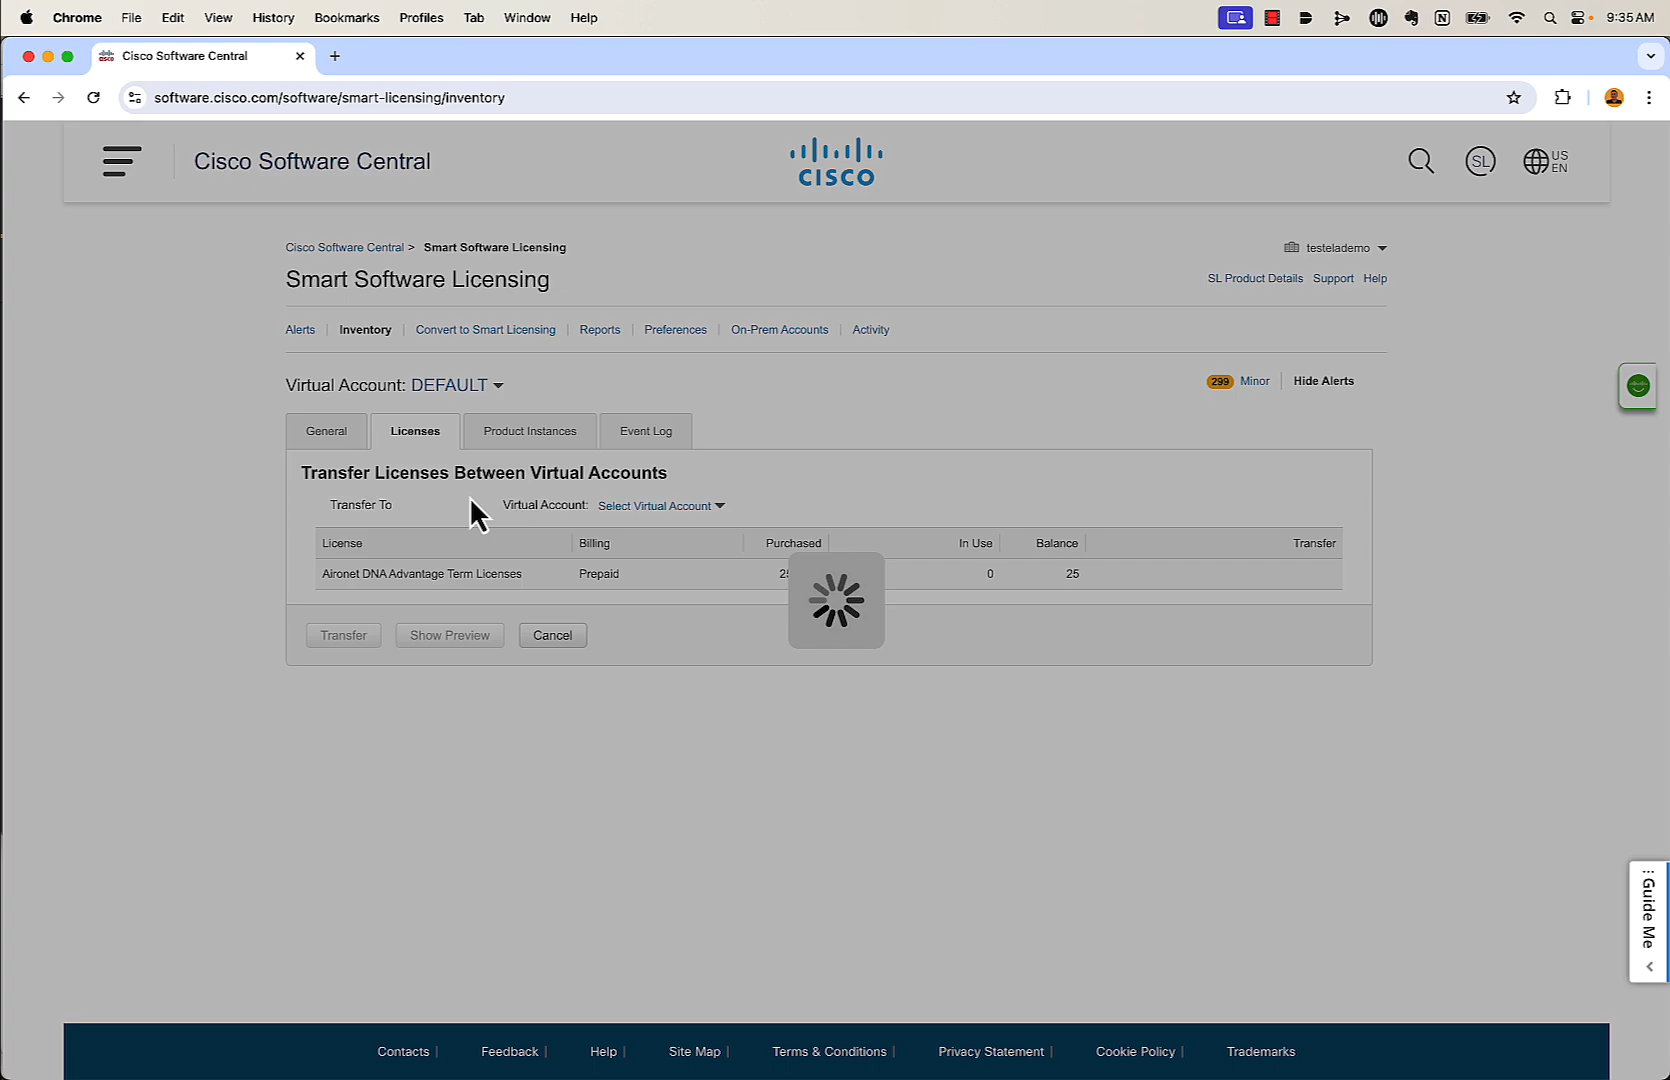 Chrome File Edit View History Bookmarks Profiles Tab Window Help 9:35 AM
Cisco Software Central
software.cisco.com/software/smart-licensing/inventory
Cisco Software Central
CISCO
SL
US
EN
Cisco Software Central > Smart Software Licensing
testelademo
Smart Software Licensing
SL Product Details Support Help
Alerts | Inventory | Convert to Smart Licensing | Reports | Preferences | On-Prem Accounts | Activity
Virtual Account: DEFAULT
299 Minor | Hide Alerts
General Licenses Product Instances Event Log
Transfer Licenses Between Virtual Accounts
Transfer To Virtual Account: Select Virtual Account
License Billing Purchased In Use Balance Transfer
Aironet DNA Advantage Term Licenses Prepaid 0 25
Transfer Show Preview Cancel
Guide Me
Contacts | Feedback | Help | Site Map | Terms & Conditions | Privacy Statement | Cookie Policy | Trademarks